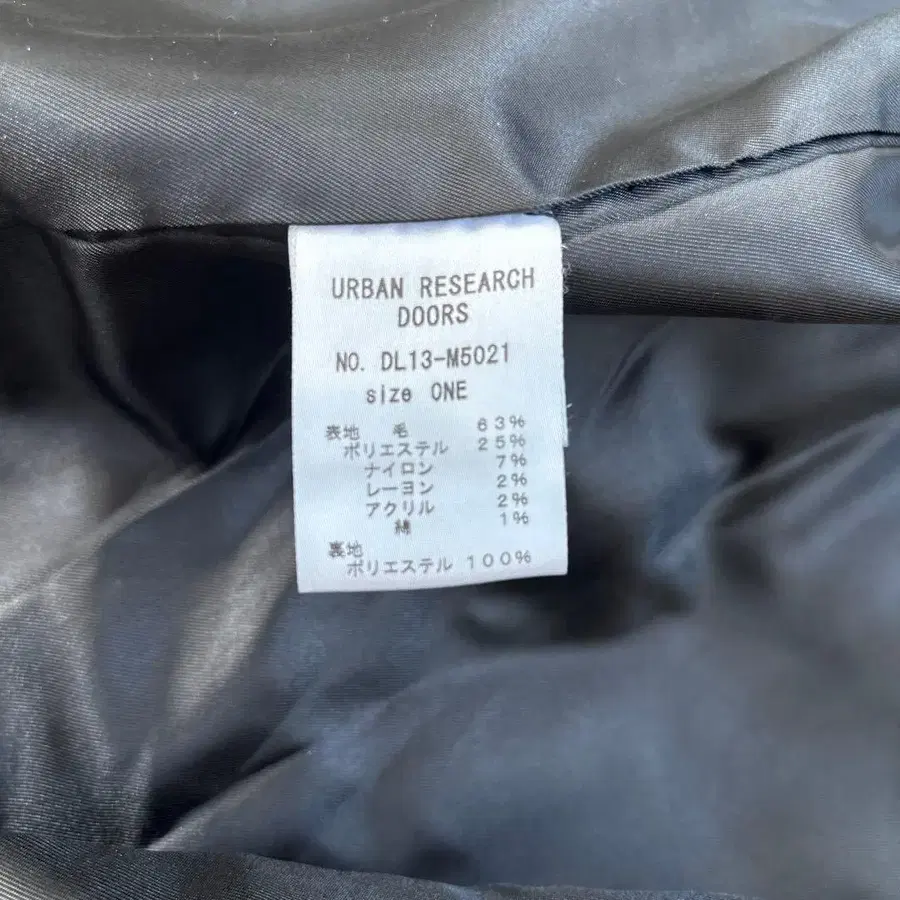 URBAN RESEARCH
DOORS
NO. DL13-M5021
size ONE
表地 毛 63%
ポリエステル 25%
ナイロン 7%
レーヨン 2%
アクリル 2%
綿 1%
裏地
ポリエステル 100%